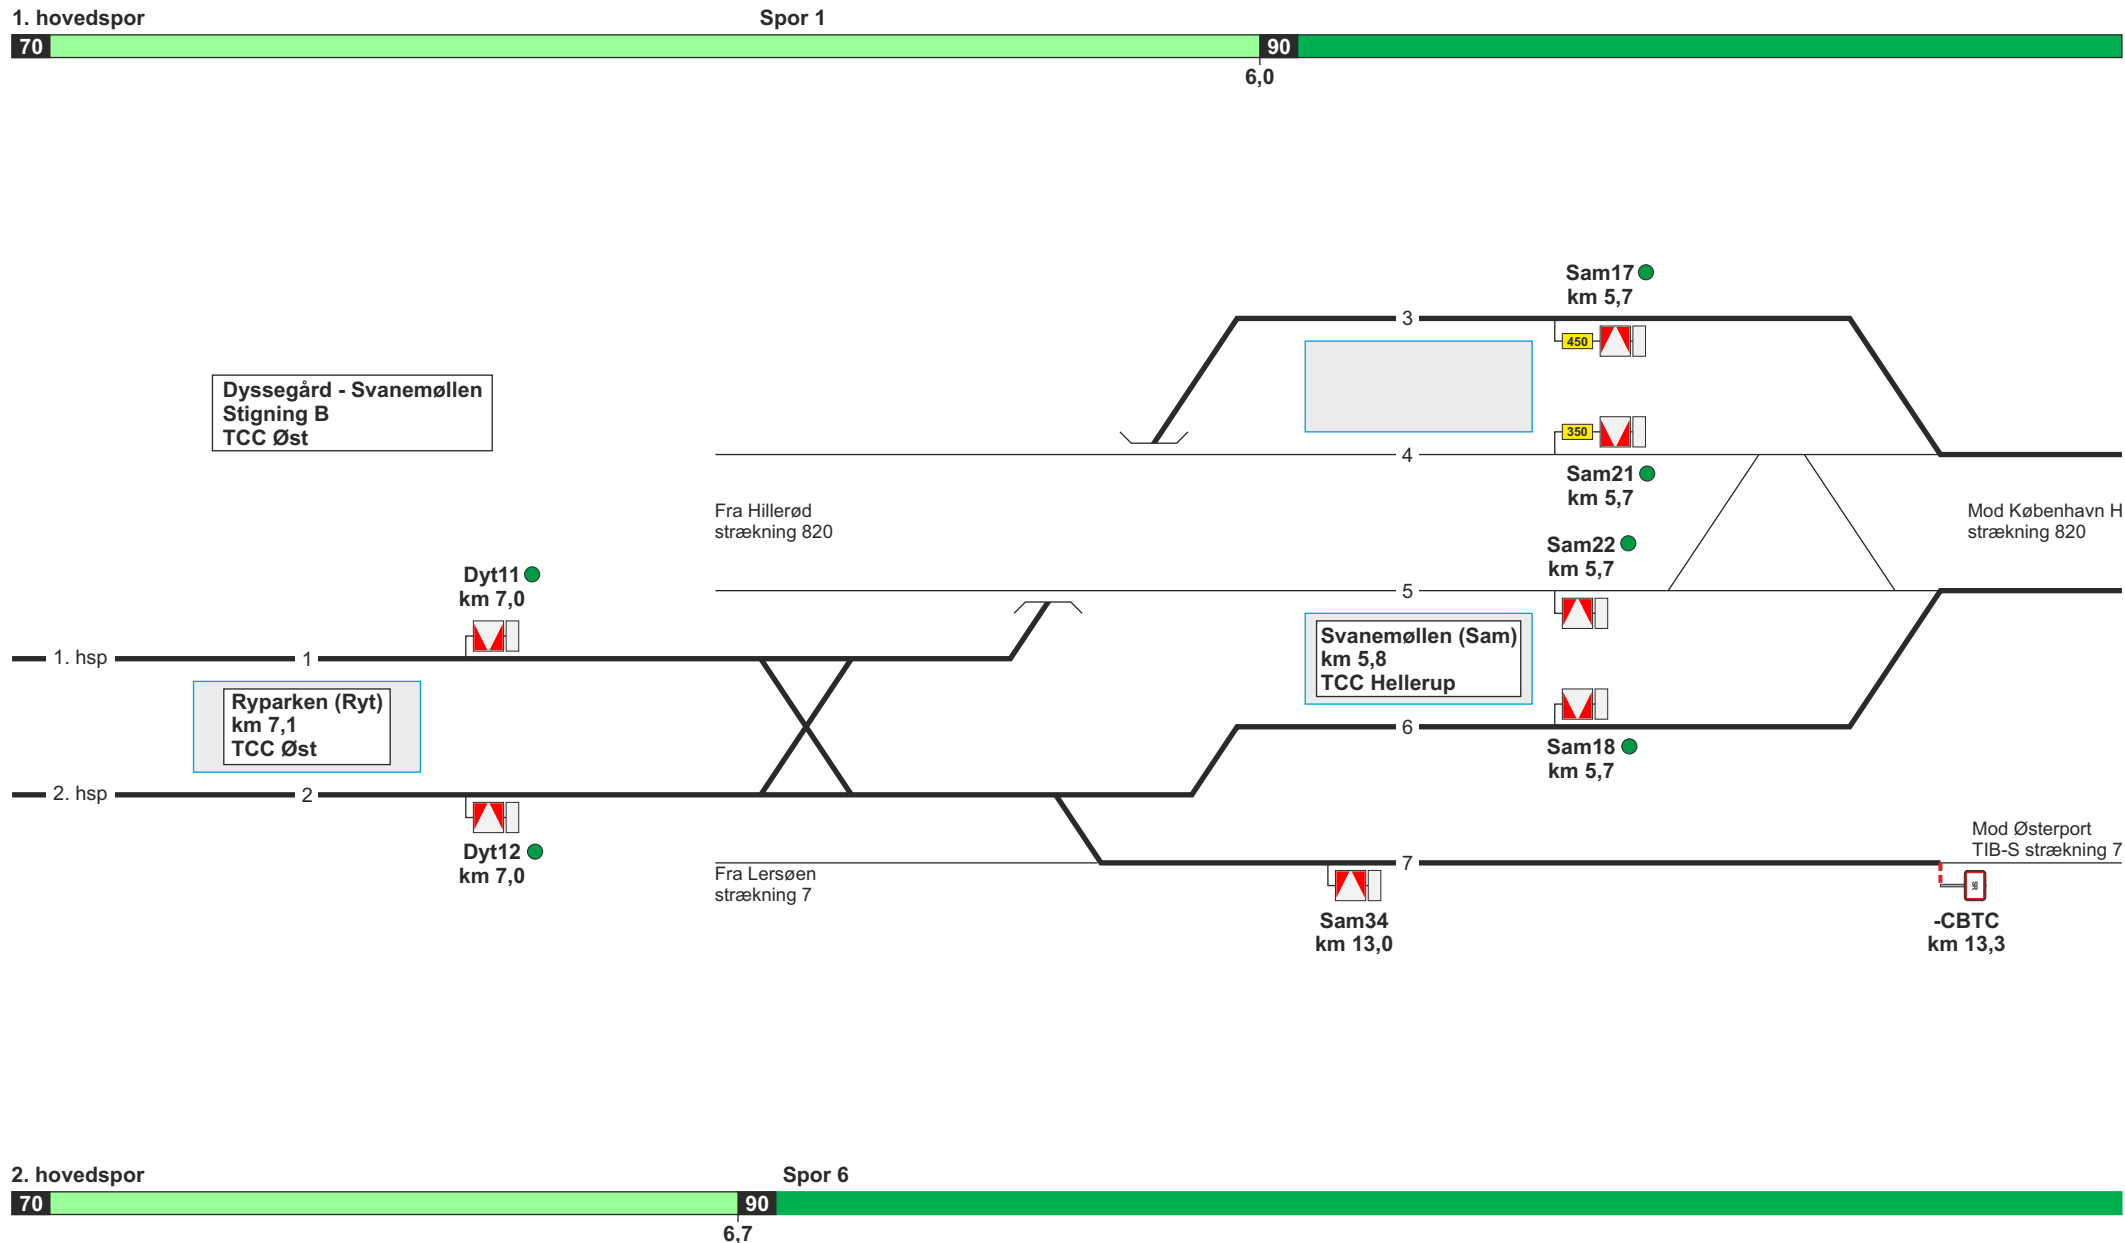 1. hovedspor
Spor 1
70
90
6,0
Sam17
km 5,7
3
450
Dyssegård - Svanemøllen
Stigning B
TCC Øst
350
4
Sam21
km 5,7
Fra Hillerød
strækning 820
Mod København H
strækning 820
Sam22
km 5,7
Dyt11
km 7,0
5
Svanemøllen (Sam)
km 5,8
TCC Hellerup
1. hsp
1
Ryparken (Ryt)
km 7,1
TCC Øst
6
Sam18
km 5,7
2. hsp
2
Dyt12
km 7,0
Mod Østerport
TIB-S strækning 7
Fra Lersøen
strækning 7
7
SR
Sam34
km 13,0
-CBTC
km 13,3
2. hovedspor
Spor 6
70
90
6,7